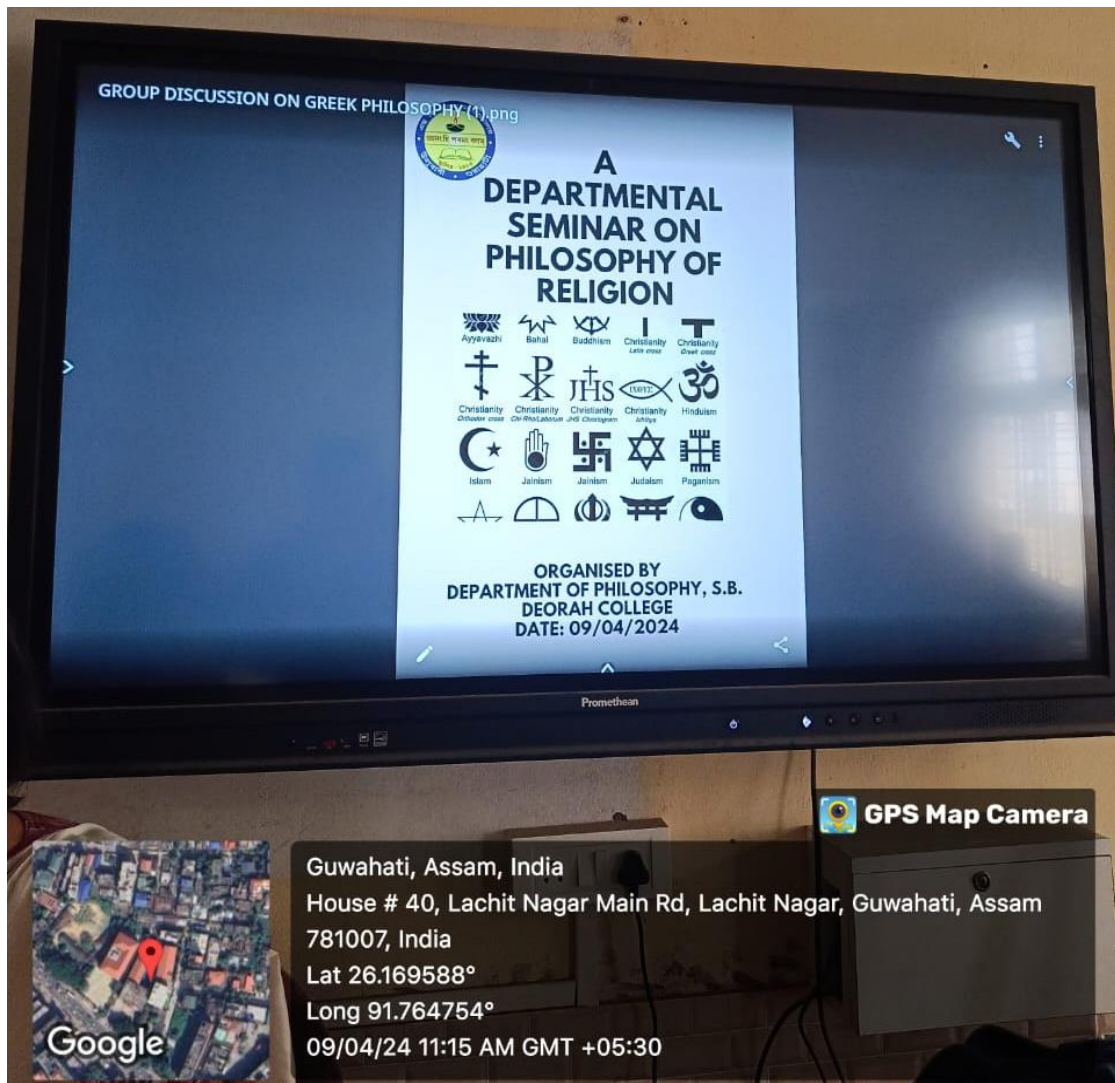 GROUP DISCUSSION ON GREEK PHILOSOPHY (1).png
A
DEPARTMENTAL
SEMINAR ON
PHILOSOPHY OF
RELIGION
Ayyavazhi Bahai Buddhism Christianity Christianity
Latin cross Greek cross
Christianity Christianity Christianity Christianity Hinduism
Orthodox cross Chi-Rho/Labarum JHS Christogram Ichthys
JHS
Islam Jainism Jainism Judaism Paganism
ORGANISED BY
DEPARTMENT OF PHILOSOPHY, S.B.
DEORAH COLLEGE
DATE: 09/04/2024
Promethean
GPS Map Camera
Guwahati, Assam, India
House # 40, Lachit Nagar Main Rd, Lachit Nagar, Guwahati, Assam
781007, India
Lat 26.169588°
Long 91.764754°
09/04/24 11:15 AM GMT +05:30
Google